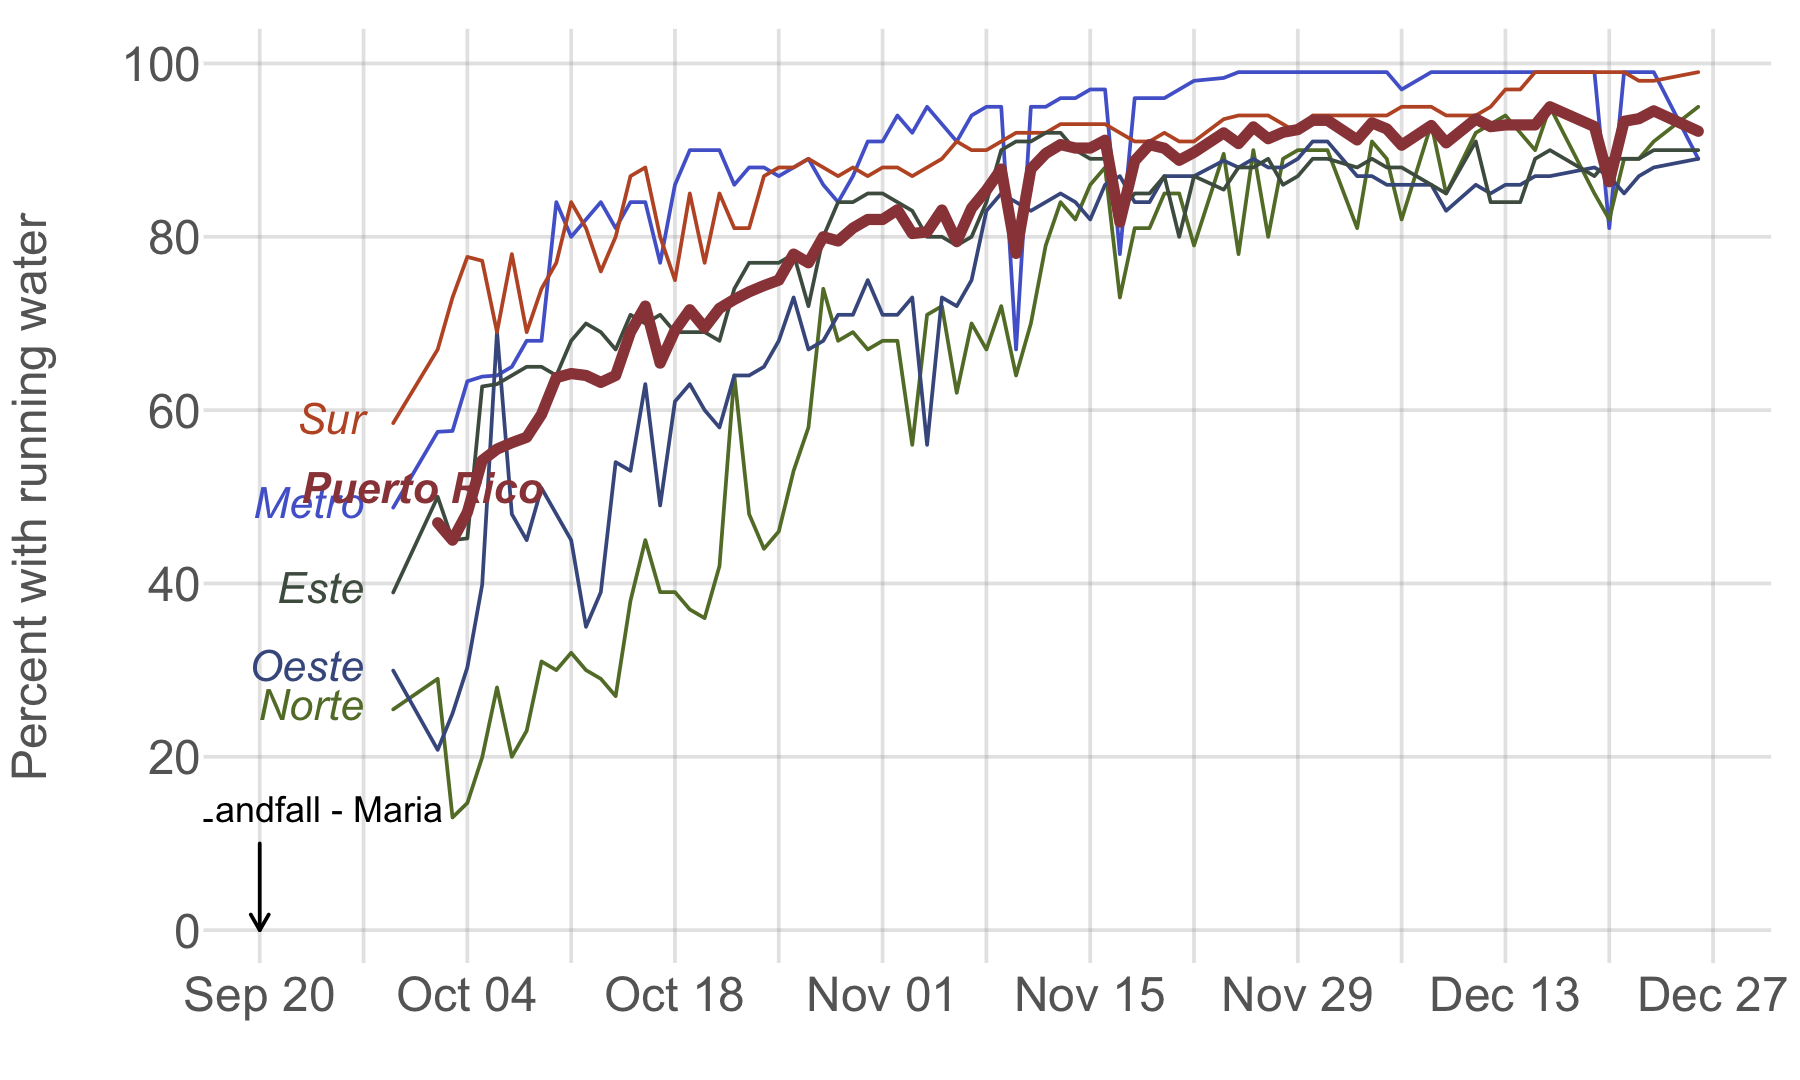 Percent with running water
100
80
60
40
20
0
Sur
Puerto Rico
Metro
Este
Oeste
Norte
Landfall - Maria
Sep 20
Oct 04
Oct 18
Nov 01
Nov 15
Nov 29
Dec 13
Dec 27